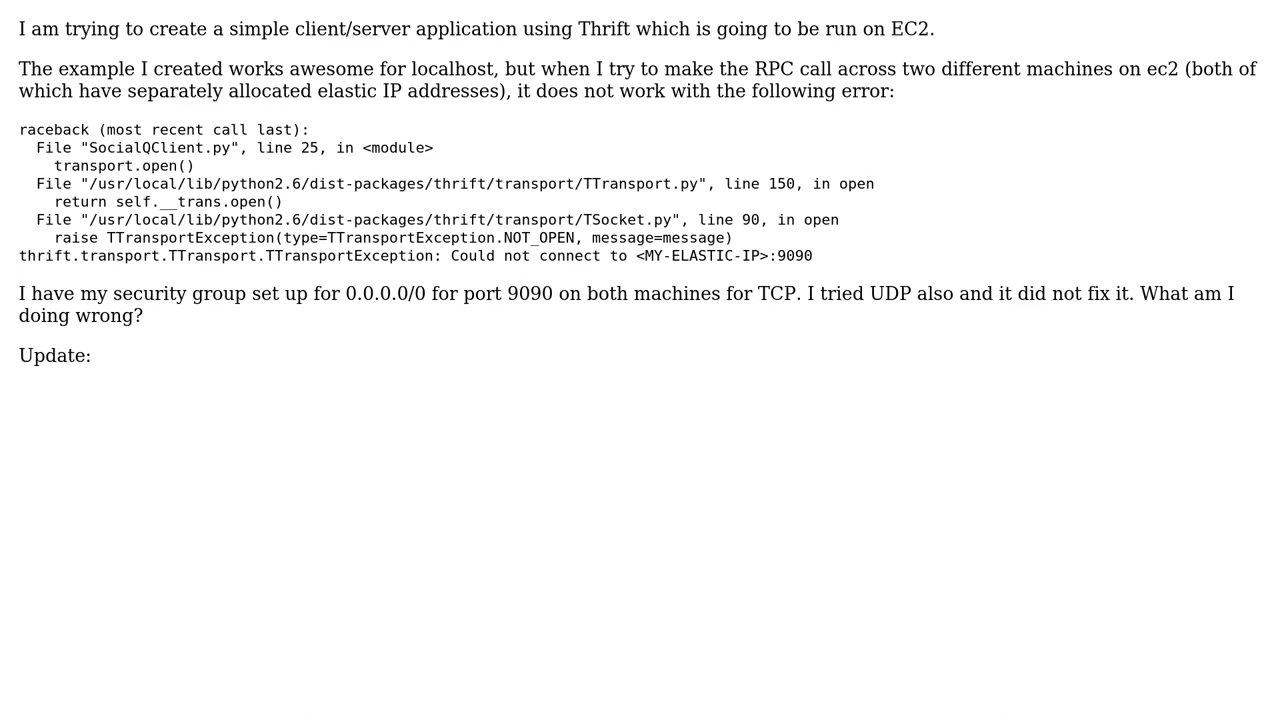 I am trying to create a simple client/server application using Thrift which is going to be run on EC2.
The example I created works awesome for localhost, but when I try to make the RPC call across two different machines on ec2 (both of
which have separately allocated elastic IP addresses), it does not work with the following error:
raceback (most recent call last):
  File "SocialQClient.py", line 25, in <module>
    transport.open()
  File "/usr/local/lib/python2.6/dist-packages/thrift/transport/TTransport.py", line 150, in open
    return self.__trans.open()
  File "/usr/local/lib/python2.6/dist-packages/thrift/transport/TSocket.py", line 90, in open
    raise TTransportException(type=TTransportException.NOT_OPEN, message=message)
thrift.transport.TTransport.TTransportException: Could not connect to <MY-ELASTIC-IP>:9090
I have my security group set up for 0.0.0.0/0 for port 9090 on both machines for TCP. I tried UDP also and it did not fix it. What am I
doing wrong?
Update: